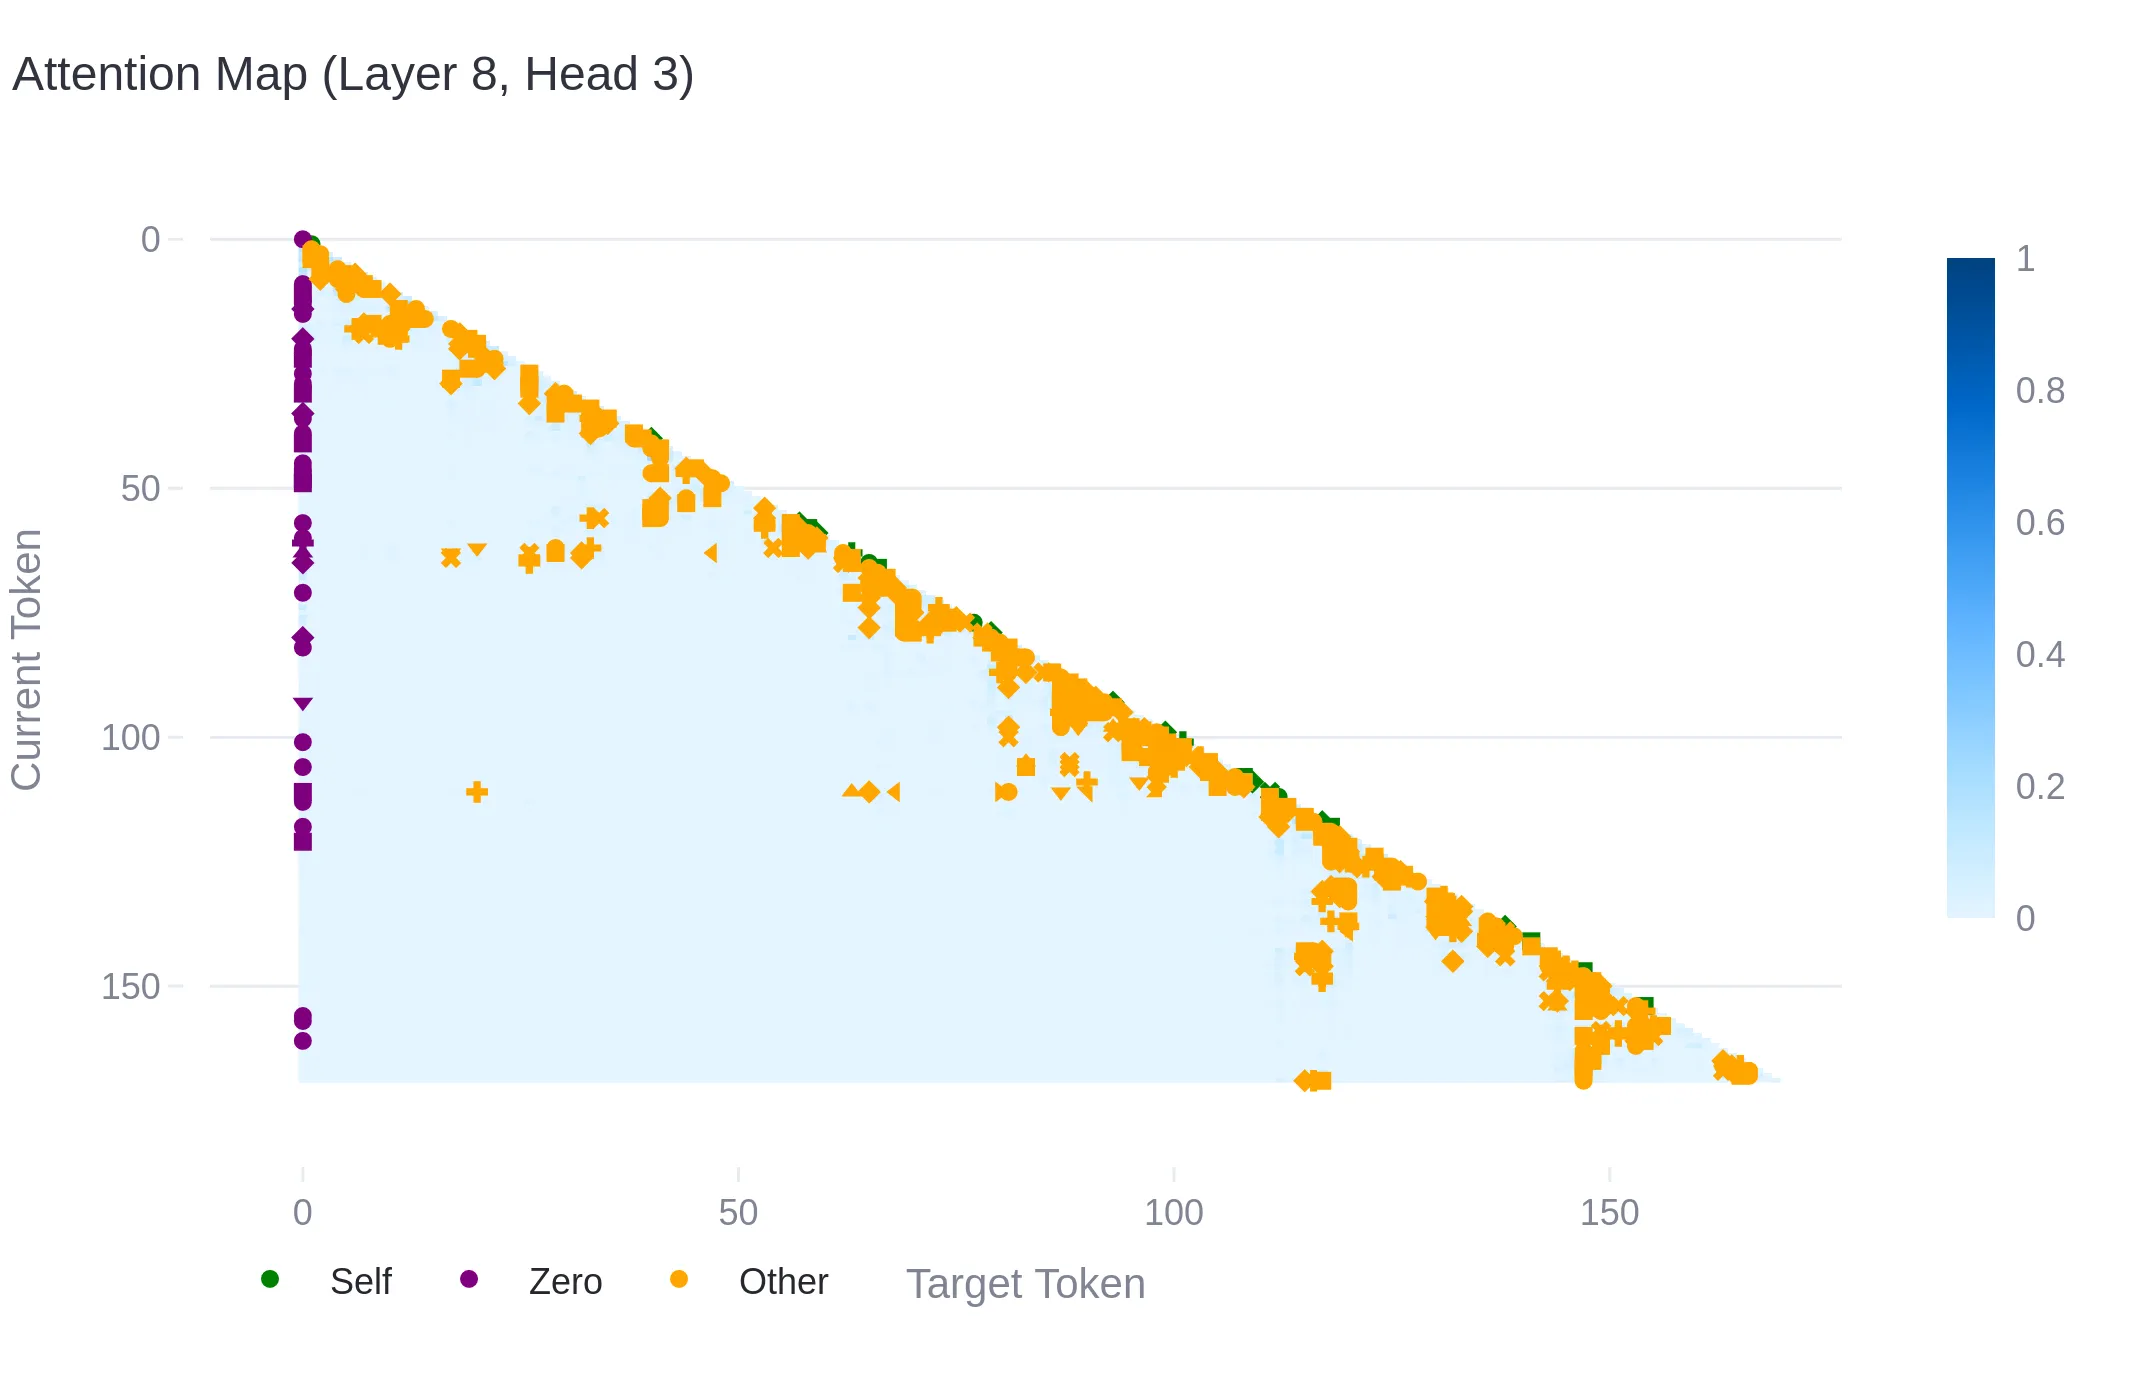 Attention Map (Layer 8, Head 3)
Current Token
0
50
100
150
0
50
100
150
Target Token
Self
Zero
Other
1
0.8
0.6
0.4
0.2
0